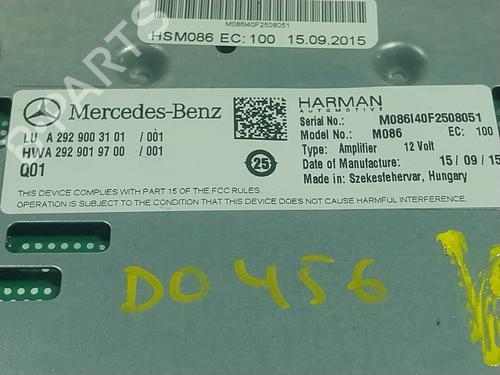 M086I40F2508051
HSM086 EC: 100 15.09.2015
Mercedes-Benz
LU A 292 900 31 01 / 001
HWA 292 901 97 00 / 001
Q01
25
HARMAN
AUTOMOTIVE
Serial No.: M086I40F2508051
Model No.: M086 EC: 100
Type: Amplifier 12 Volt
Date of Manufacture: 15 / 09 / 15
Made in: Szekesfehervar, Hungary
THIS DEVICE COMPLIES WITH PART 15 OF THE FCC RULES.
OPERATION IS SUBJECT TO THE CONDITION THAT THIS DEVICE DOES NOT CAUSE HARMFUL INTERFERENCE
DO 456
PARTS